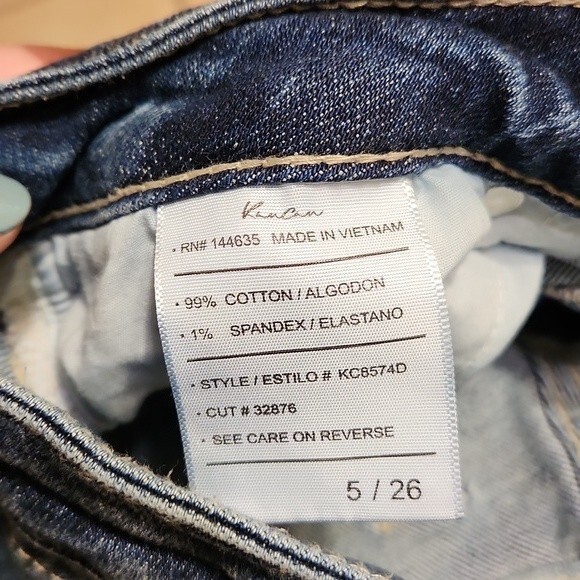 KanCan
· RN# 144635 MADE IN VIETNAM
· 99% COTTON / ALGODON
· 1% SPANDEX / ELASTANO
· STYLE / ESTILO # KC8574D
· CUT # 32876
· SEE CARE ON REVERSE
5 / 26